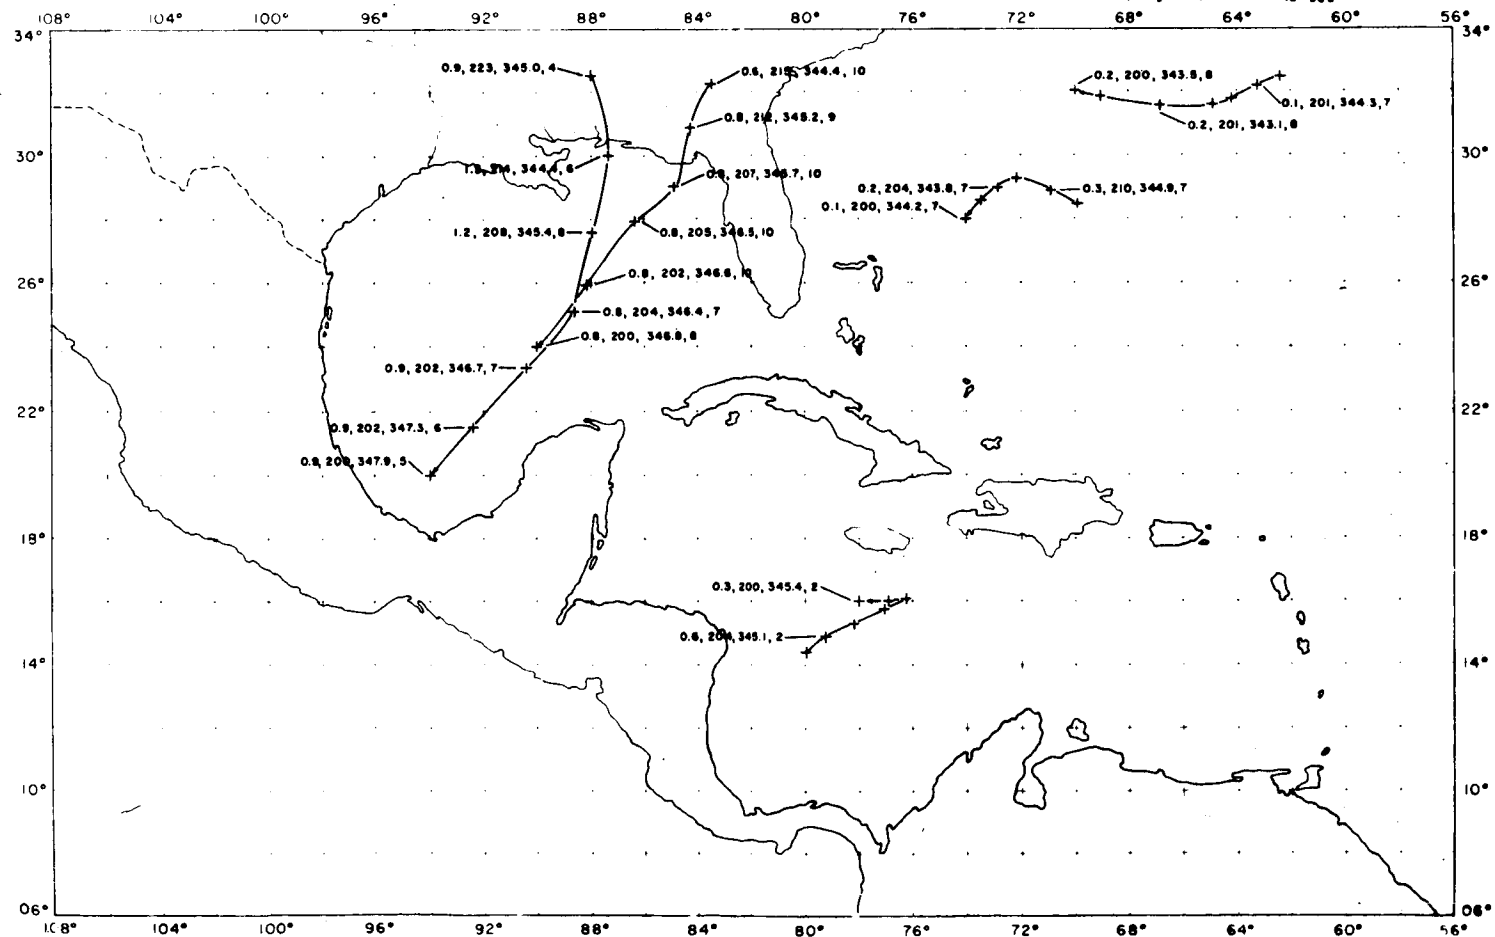 108° 104° 100° 96° 92° 88° 84° 80° 76° 72° 68° 64° 60° 56°
34° 34°
0.9, 223, 345.0, 4
344.4, 10
0.2, 200, 343.5, 8
0.1, 201, 344.3, 7
0.8, 212, 345.2, 9
0.2, 201, 343.1, 8
30° 30°
344.4, 6
207, 10
0.2, 204, 343.8, 7
0.3, 210, 344.9, 7
0.1, 200, 344.2, 7
1.2, 208, 345.4, 8
0.8, 205, 346.5, 10
26° 26°
0.8, 202, 346.6,
0.8, 204, 346.4, 7
0.8, 200, 346.8, 8
0.9, 202, 346.7, 7
22° 22°
0.9, 202, 347.3, 6
347.9, 5
18° 18°
0.3, 200, 345.4, 2
0.6, 204, 345.1, 2
14° 14°
10° 10°
06° 06°
108° 104° 100° 96° 92° 88° 84° 80° 76° 72° 68° 64° 60° 56°